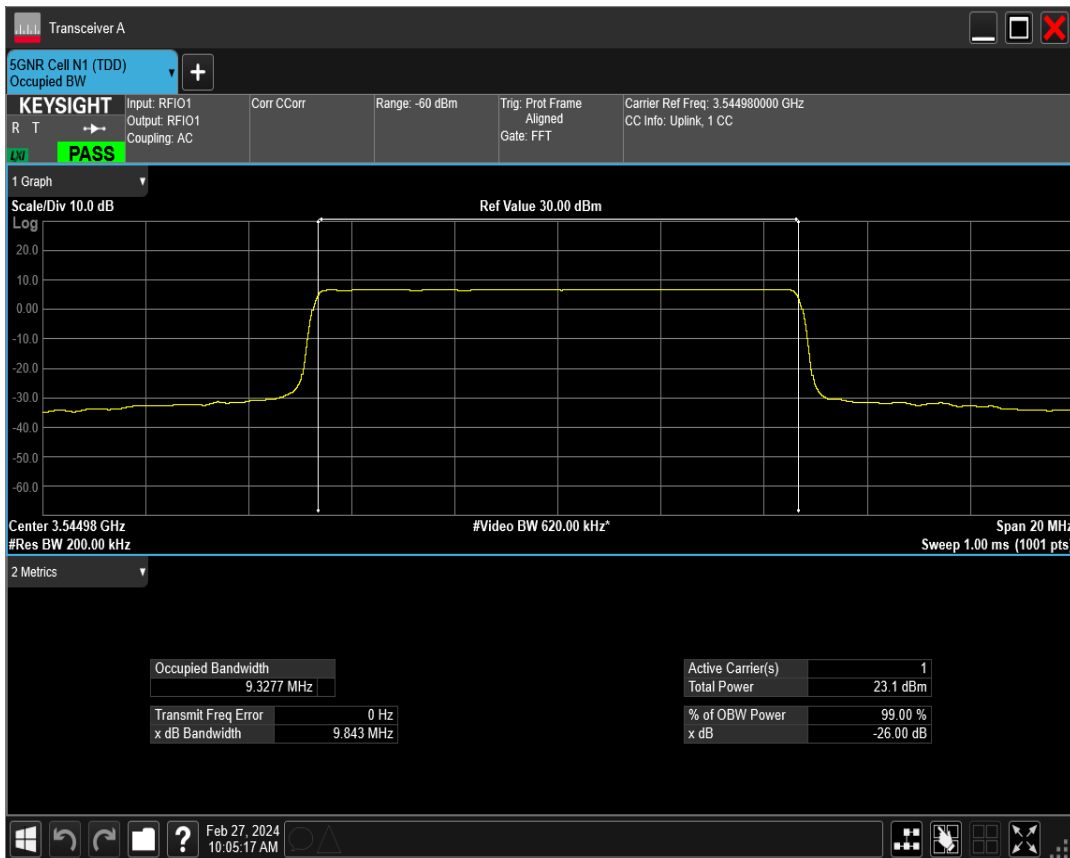 Transceiver A
5GNR Cell N1 (TDD)
Occupied BW
+
KEYSIGHT
R T
LXI
PASS
Input: RFIO1
Output: RFIO1
Coupling: AC
Corr CCorr
Range: -60 dBm
Trig: Prot Frame
Aligned
Gate: FFT
Carrier Ref Freq: 3.544980000 GHz
CC Info: Uplink, 1 CC
1 Graph
Scale/Div 10.0 dB
Ref Value 30.00 dBm
Log
20.0
10.0
0.00
-10.0
-20.0
-30.0
-40.0
-50.0
-60.0
Center 3.54498 GHz
#Video BW 620.00 kHz*
Span 20 MHz
#Res BW 200.00 kHz
Sweep 1.00 ms (1001 pts)
2 Metrics
Occupied Bandwidth
9.3277 MHz
Transmit Freq Error 0 Hz
x dB Bandwidth 9.843 MHz
Active Carrier(s) 1
Total Power 23.1 dBm
% of OBW Power 99.00 %
x dB -26.00 dB
?
Feb 27, 2024
10:05:17 AM